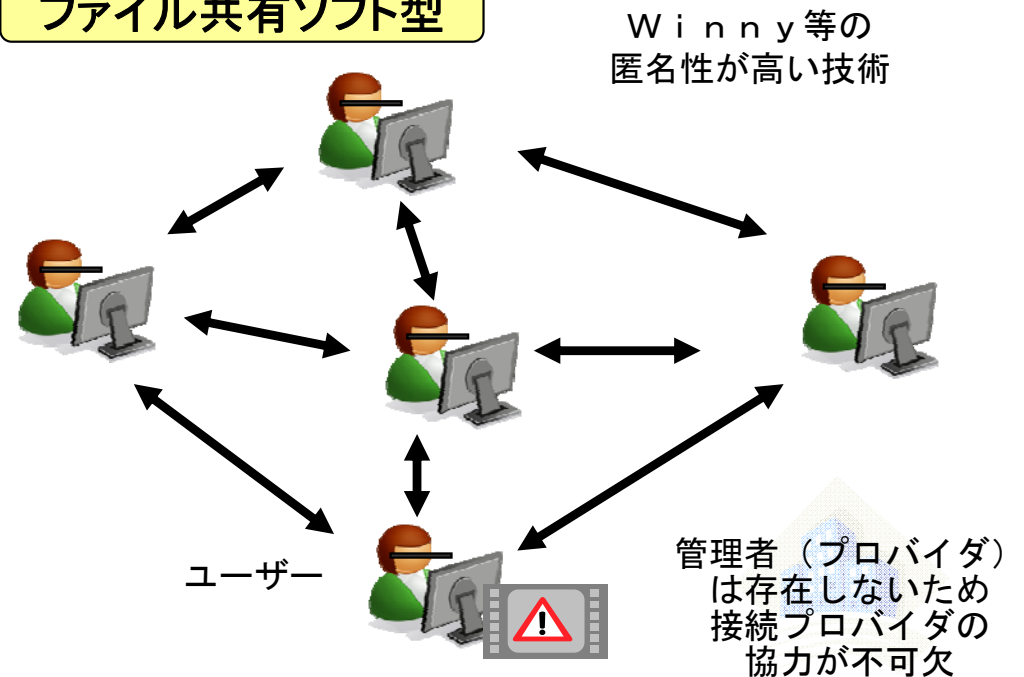 ファイル共有ソフト型
Ｗｉｎｎｙ等の
匿名性が高い技術
ユーザー
管理者（プロバイダ）
は存在しないため
接続プロバイダの
協力が不可欠